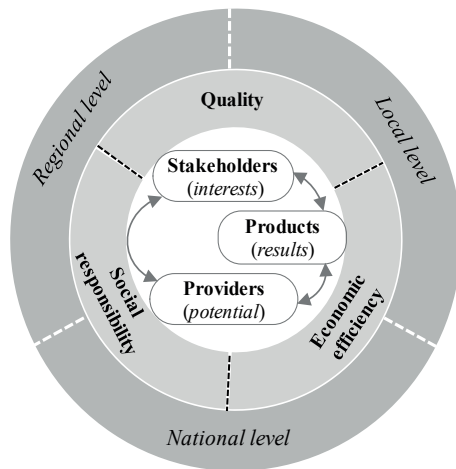 Regional level
Local level
Quality
Stakeholders
(interests)
Products
(results)
Providers
(potential)
Social
responsibility
Economic
efficiency
National level